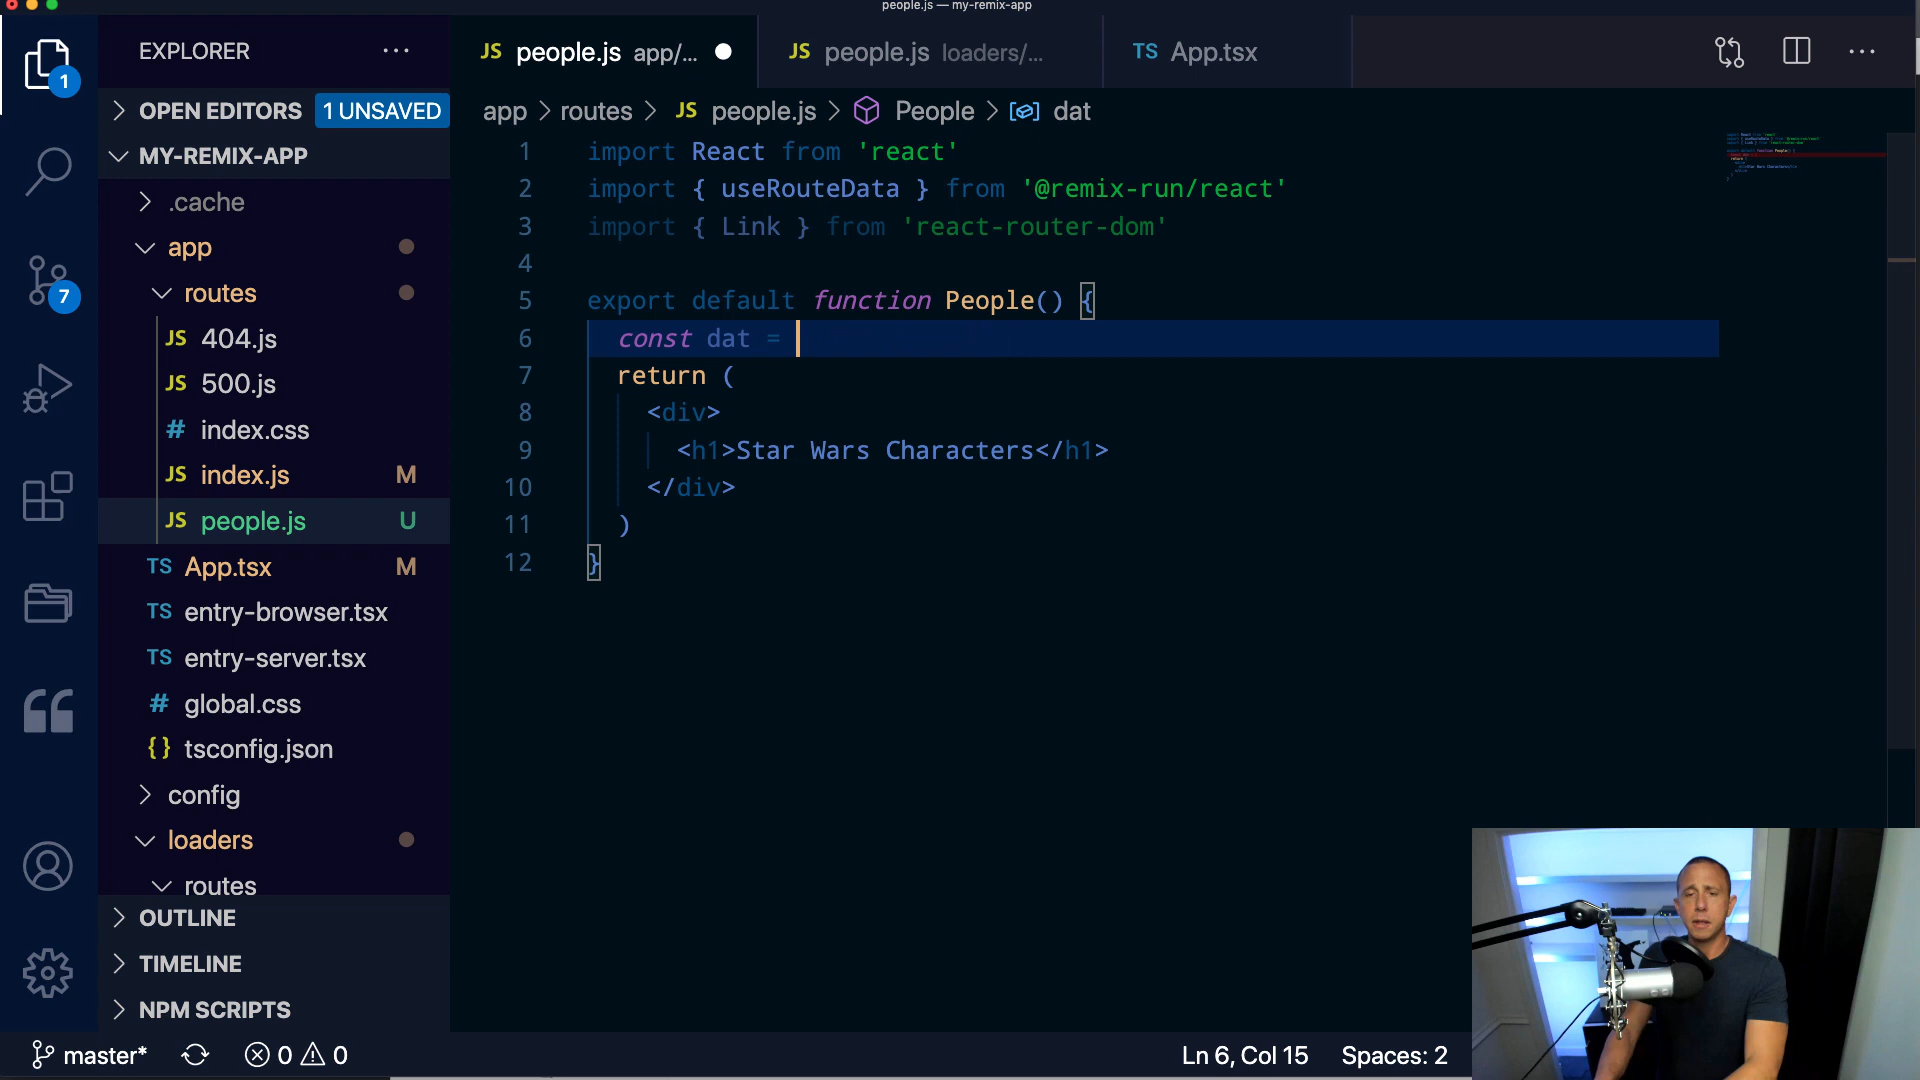 people.js — my-remix-app
EXPLORER
JS people.js app/...
JS people.js loaders/...
TS App.tsx
1
OPEN EDITORS 1 UNSAVED
MY-REMIX-APP
.cache
app
routes
JS 404.js
JS 500.js
# index.css
JS index.js M
JS people.js U
TS App.tsx M
TS entry-browser.tsx
TS entry-server.tsx
# global.css
{} tsconfig.json
config
loaders
routes
OUTLINE
TIMELINE
NPM SCRIPTS
7
app > routes > JS people.js > People > dat
1 import React from 'react'
2 import { useRouteData } from '@remix-run/react'
3 import { Link } from 'react-router-dom'
4
5 export default function People() {
6 const dat =
7 return (
8 <div>
9 <h1>Star Wars Characters</h1>
10 </div>
11 )
12 }
master* 0 0 Ln 6, Col 15 Spaces: 2